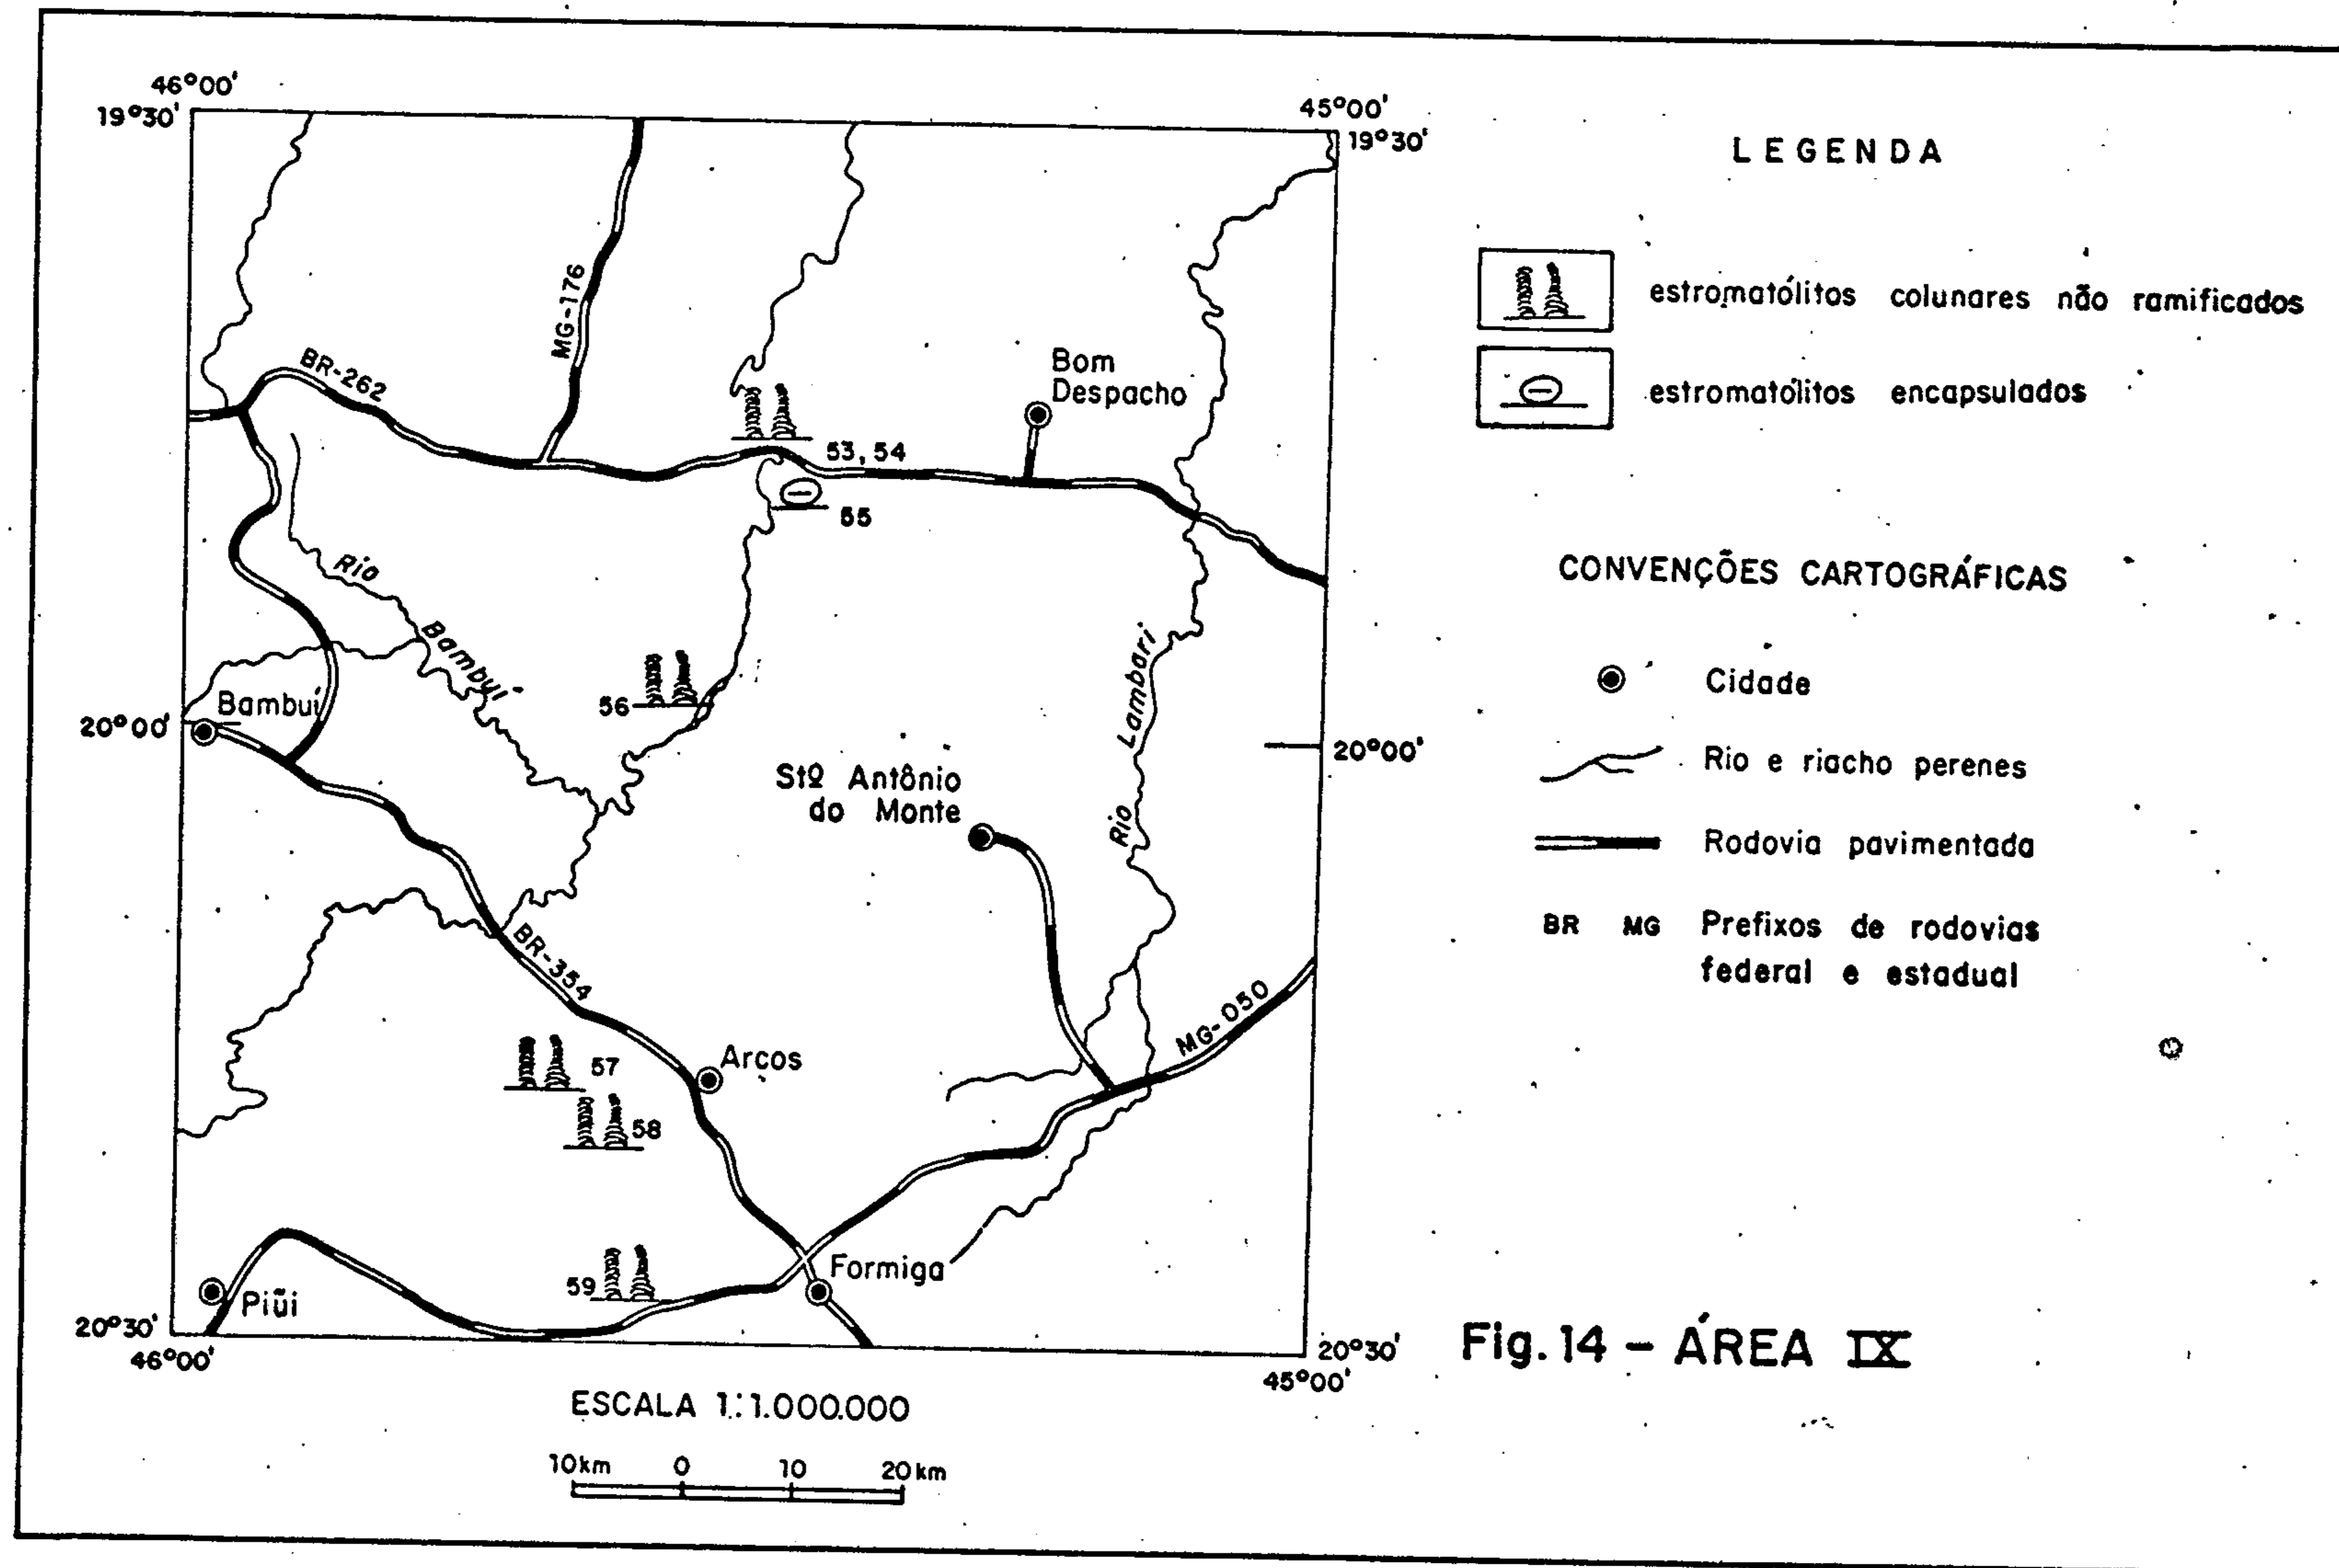 46°00'
19°30'
45°00'
19°30'
MG-176
BR-262
Bom
Despacho
53, 54
55
Rio
Bambuí
Bambuí
20°00'
56
Rio Lambari
20°00'
Stº Antônio
do Monte
BR-354
MG-050
Arcos
57
58
Formiga
59
Piũi
20°30'
46°00'
20°30'
45°00'
ESCALA 1:1.000.000
10km 0 10 20km
LEGENDA
estromatólitos colunares não ramificados
estromatólitos encapsulados
CONVENÇÕES CARTOGRÁFICAS
Cidade
Rio e riacho perenes
Rodovia pavimentada
BR MG Prefixos de rodovias
federal e estadual
Fig. 14 – ÁREA IX